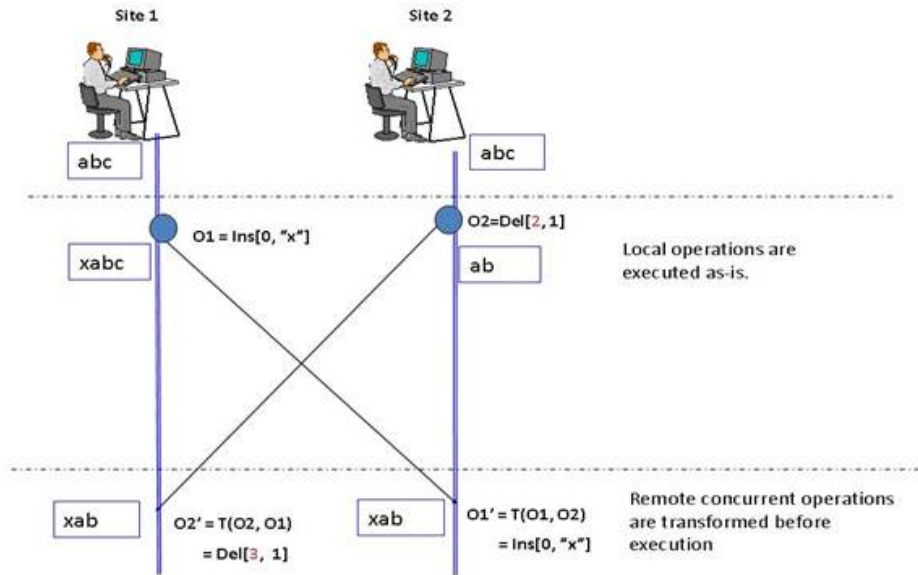 Site 1
Site 2
abc
abc
O1 = Ins[0, “x”]
O2=Del[2, 1]
xabc
ab
Local operations are
executed as-is.
xab
O2’ = T(O2, O1)
= Del[3, 1]
xab
O1’ = T(O1, O2)
= Ins[0, “x”]
Remote concurrent operations
are transformed before
execution